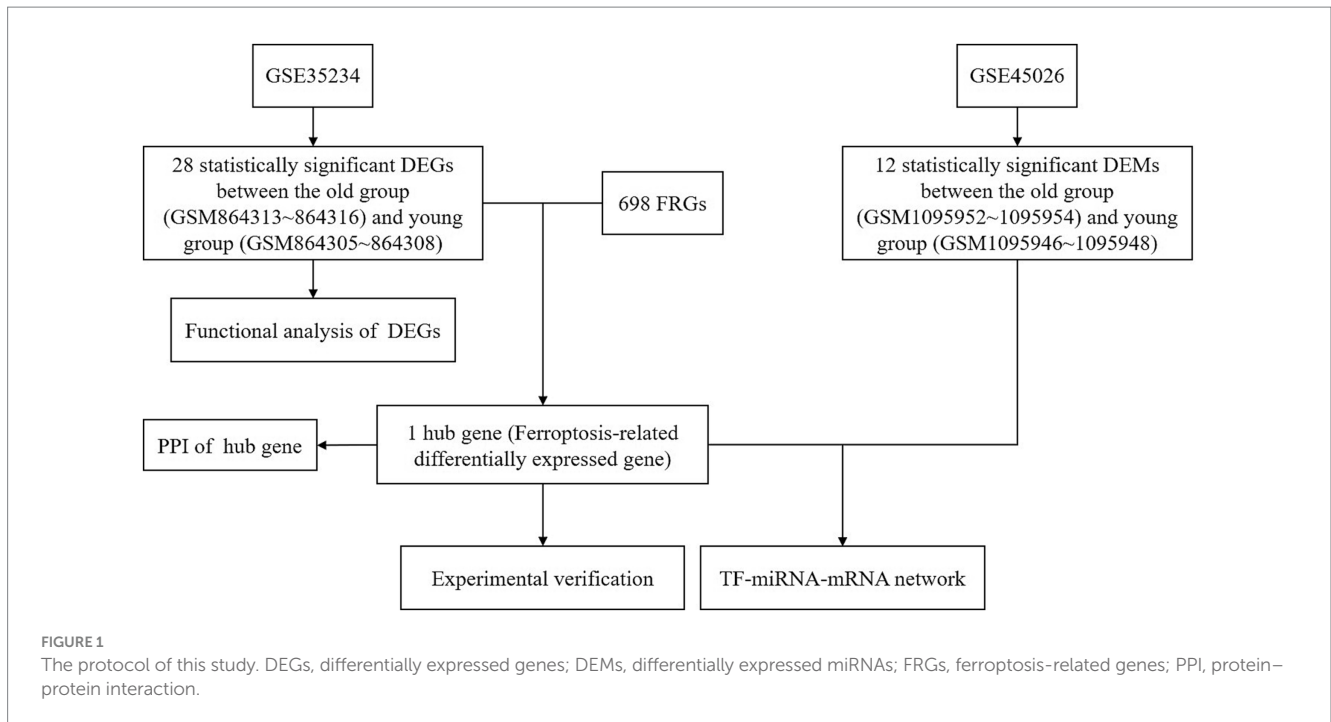 GSE35234
GSE45026
28 statistically significant DEGs
between the old group
(GSM864313~864316) and young
group (GSM864305~864308)
698 FRGs
12 statistically significant DEMs
between the old group
(GSM1095952~1095954) and young
group (GSM1095946~1095948)
Functional analysis of DEGs
PPI of hub gene
1 hub gene (Ferroptosis-related
differentially expressed gene)
Experimental verification
TF-miRNA-mRNA network
FIGURE 1
The protocol of this study. DEGs, differentially expressed genes; DEMs, differentially expressed miRNAs; FRGs, ferroptosis-related genes; PPI, protein–
protein interaction.